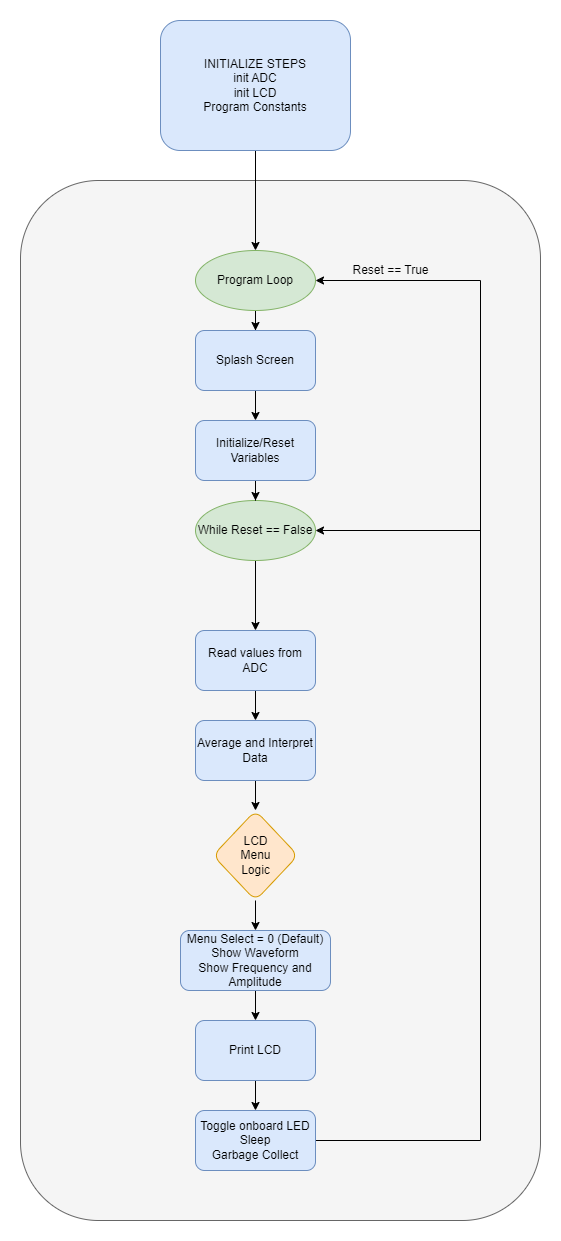 INITIALIZE STEPS
init ADC
init LCD
Program Constants
Program Loop
Reset == True
Splash Screen
Initialize/Reset
Variables
While Reset == False
Read values from
ADC
Average and Interpret
Data
LCD
Menu
Logic
Menu Select = 0 (Default)
Show Waveform
Show Frequency and
Amplitude
Print LCD
Toggle onboard LED
Sleep
Garbage Collect